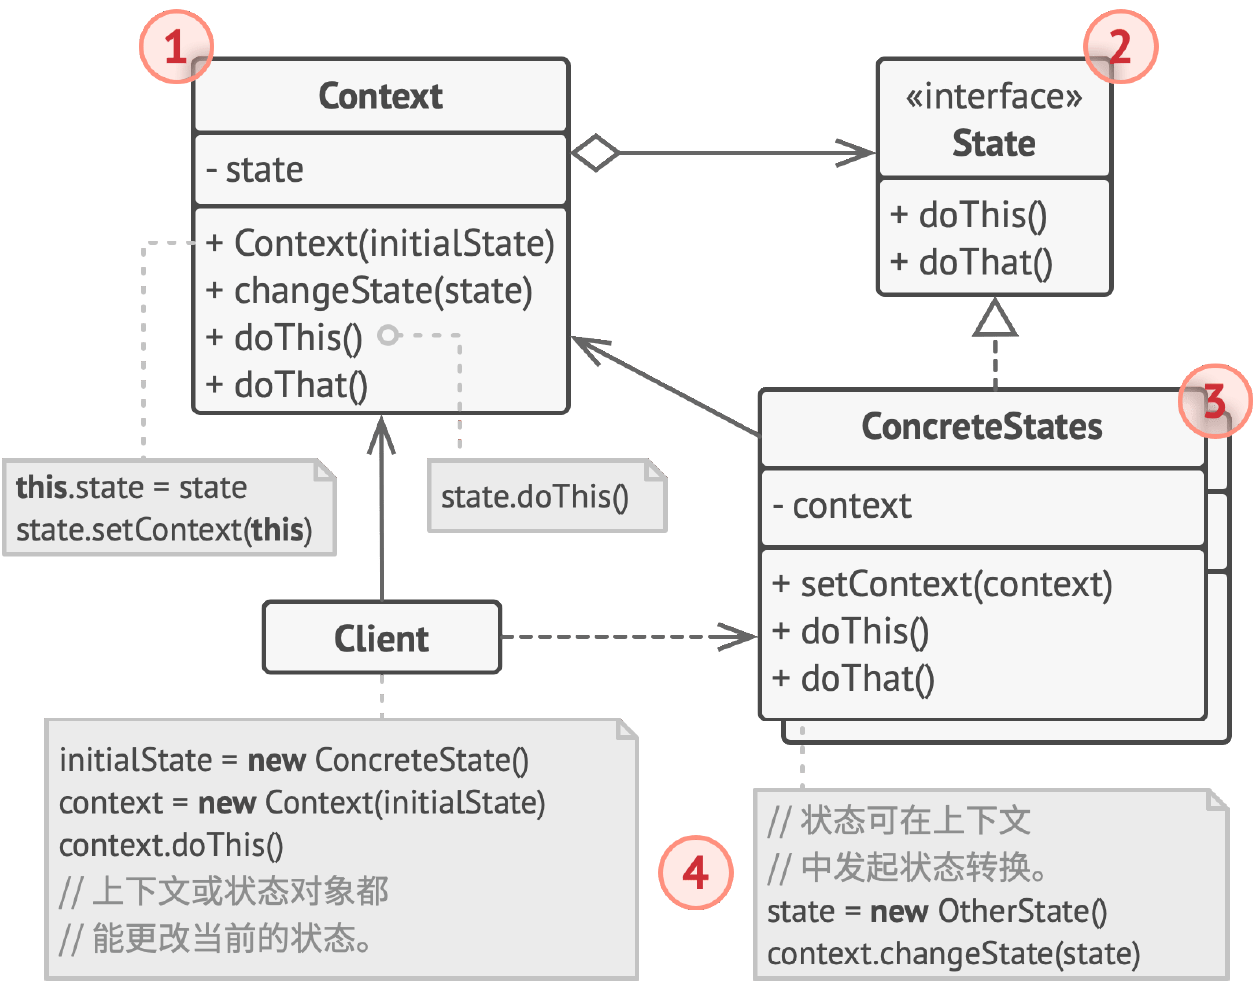 1
Context
- state
+ Context(initialState)
+ changeState(state)
+ doThis()
+ doThat()
2
«interface»
State
+ doThis()
+ doThat()
3
ConcreteStates
- context
+ setContext(context)
+ doThis()
+ doThat()
this.state = state
state.setContext(this)
state.doThis()
Client
initialState = new ConcreteState()
context = new Context(initialState)
context.doThis()
// 上下文或状态对象都
// 能更改当前的状态。
4
// 状态可在上下文
// 中发起状态转换。
state = new OtherState()
context.changeState(state)